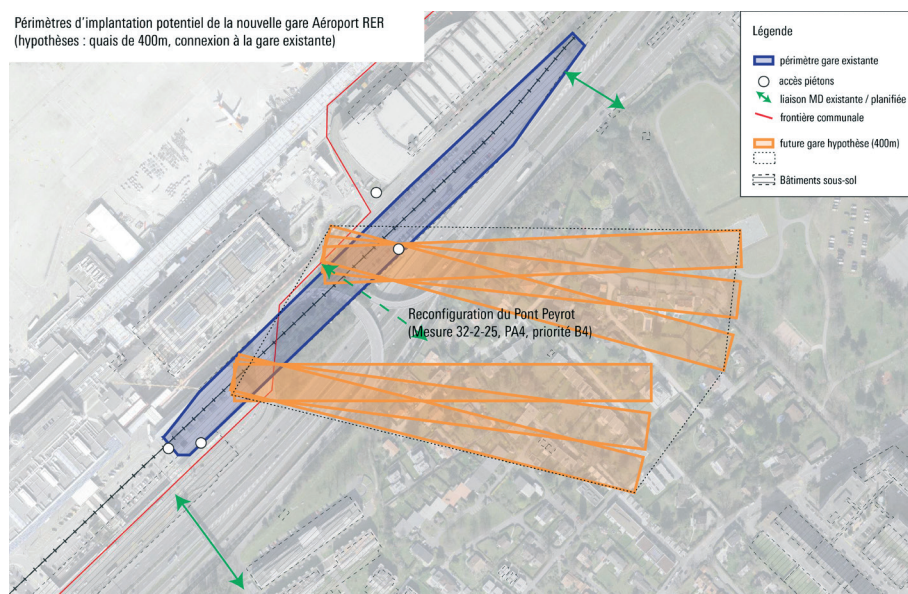 Périmètres d'implantation potentiel de la nouvelle gare Aéroport RER
(hypothèses : quais de 400m, connexion à la gare existante)
Légende
périmètre gare existante
accès piétons
liaison MD existante / planifiée
frontière communale
future gare hypothèse (400m)
Bâtiments sous-sol
Reconfiguration du Pont Peyrot
(Mesure 32-2-25, PA4, priorité B4)